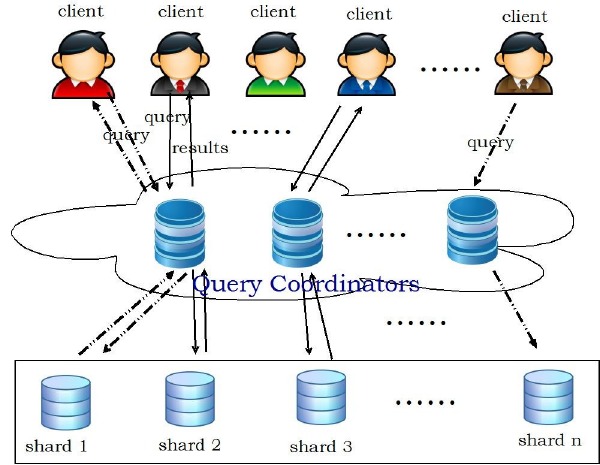 client
client
client
client
client
query
query
results
query
Query Coordinators
shard 1
shard 2
shard 3
shard n